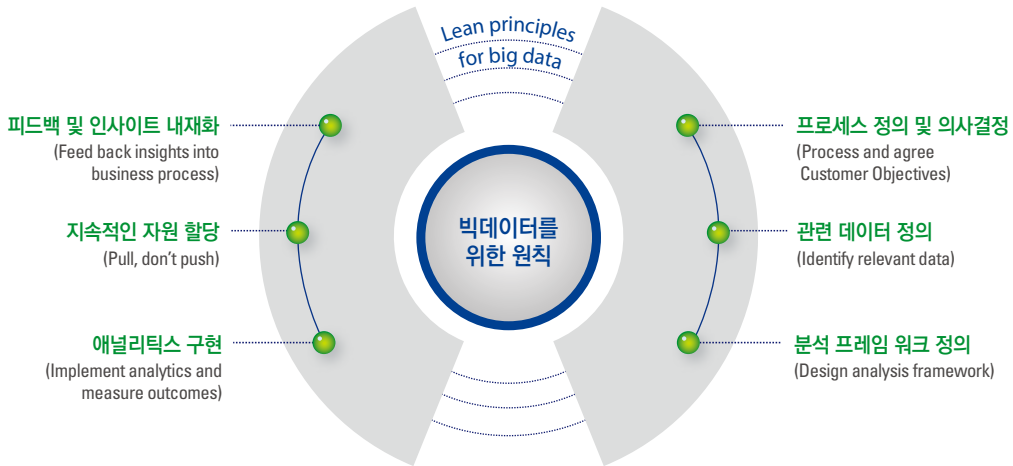 Lean principles
for big data
피드백 및 인사이트 내재화
(Feed back insights into
business process)
지속적인 자원 할당
(Pull, don't push)
애널리틱스 구현
(Implement analytics and
measure outcomes)
빅데이터를
위한 원칙
프로세스 정의 및 의사결정
(Process and agree
Customer Objectives)
관련 데이터 정의
(Identify relevant data)
분석 프레임 워크 정의
(Design analysis framework)